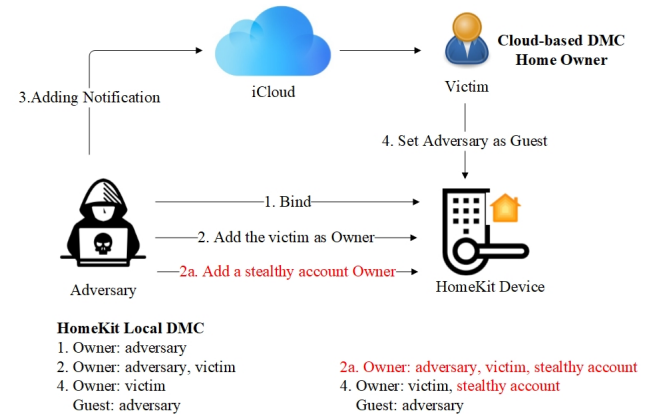 Cloud-based DMC
Home Owner
3.Adding Notification
iCloud
Victim
4. Set Adversary as Guest
1. Bind
2. Add the victim as Owner
2a. Add a stealthy account Owner
Adversary
HomeKit Device
HomeKit Local DMC
1. Owner: adversary
2. Owner: adversary, victim
4. Owner: victim
Guest: adversary
2a. Owner: adversary, victim, stealthy account
4. Owner: victim, stealthy account
Guest: adversary